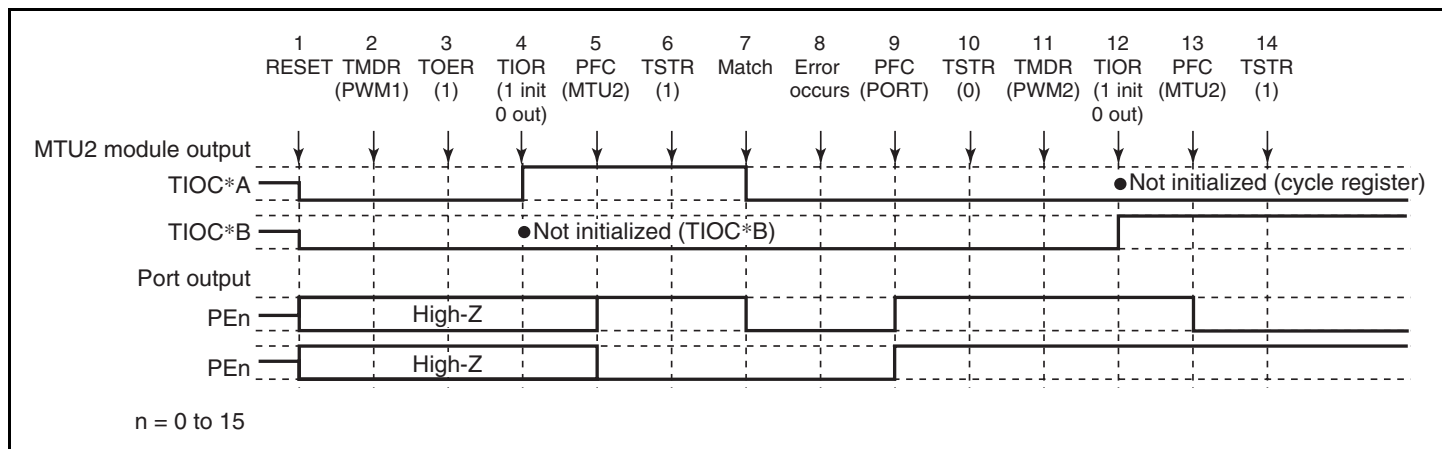 1 2 3 4 5 6 7 8 9 10 11 12 13 14
RESET TMDR TOER TIOR PFC TSTR Match Error PFC TSTR TMDR TIOR PFC TSTR
(PWM1) (1) (1 init (MTU2) (1) occurs (PORT) (0) (PWM2) (1 init (MTU2) (1)
0 out) 0 out)
MTU2 module output
TIOC*A ●Not initialized (cycle register)
TIOC*B ●Not initialized (TIOC*B)
Port output
PEn High-Z
PEn High-Z
n = 0 to 15